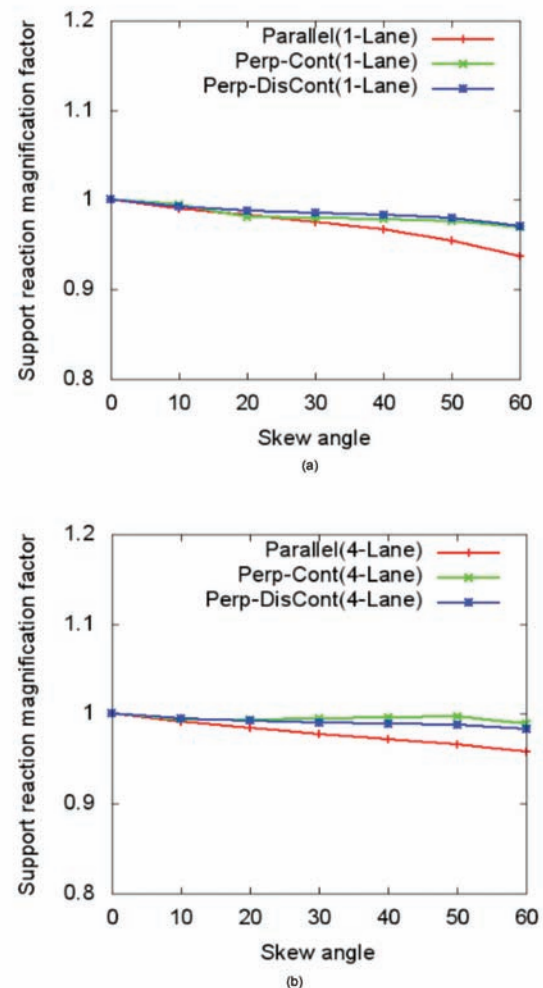 1.2
Parallel(1-Lane)
Perp-Cont(1-Lane)
Perp-DisCont(1-Lane)
1.1
1
0.9
0.8
Support reaction magnification factor
0 10 20 30 40 50 60
Skew angle
(a)
1.2
Parallel(4-Lane)
Perp-Cont(4-Lane)
Perp-DisCont(4-Lane)
1.1
1
0.9
0.8
Support reaction magnification factor
0 10 20 30 40 50 60
Skew angle
(b)